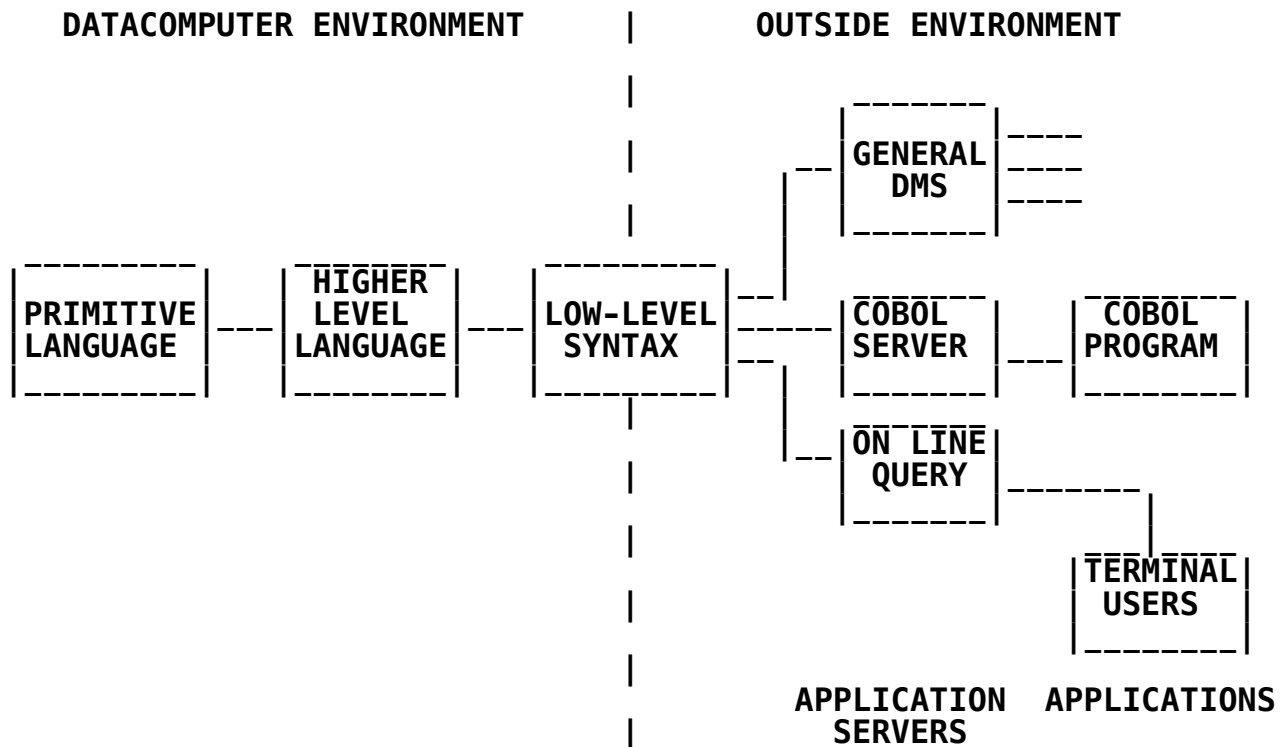 DATACOMPUTER ENVIRONMENT
OUTSIDE ENVIRONMENT
GENERAL
DMS
PRIMITIVE
LANGUAGE
HIGHER
LEVEL
LANGUAGE
LOW-LEVEL
SYNTAX
COBOL
SERVER
COBOL
PROGRAM
ON LINE
QUERY
TERMINAL
USERS
APPLICATION
SERVERS
APPLICATIONS